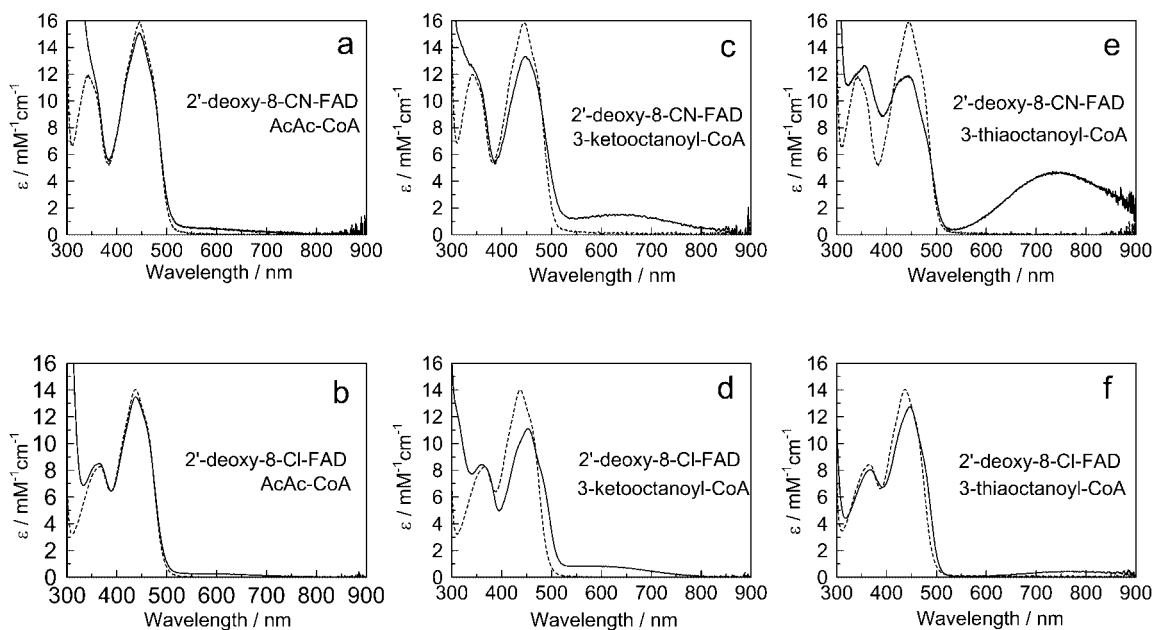 16
14
12
10
8
6
4
2
0
ε / mM-1cm-1
a
2'-deoxy-8-CN-FAD
AcAc-CoA
300 400 500 600 700 800 900
Wavelength / nm
16
14
12
10
8
6
4
2
0
ε / mM-1cm-1
c
2'-deoxy-8-CN-FAD
3-ketooctanoyl-CoA
300 400 500 600 700 800 900
Wavelength / nm
16
14
12
10
8
6
4
2
0
ε / mM-1cm-1
e
2'-deoxy-8-CN-FAD
3-thiaoctanoyl-CoA
300 400 500 600 700 800 900
Wavelength / nm
16
14
12
10
8
6
4
2
0
ε / mM-1cm-1
b
2'-deoxy-8-Cl-FAD
AcAc-CoA
300 400 500 600 700 800 900
Wavelength / nm
16
14
12
10
8
6
4
2
0
ε / mM-1cm-1
d
2'-deoxy-8-Cl-FAD
3-ketooctanoyl-CoA
300 400 500 600 700 800 900
Wavelength / nm
16
14
12
10
8
6
4
2
0
ε / mM-1cm-1
f
2'-deoxy-8-Cl-FAD
3-thiaoctanoyl-CoA
300 400 500 600 700 800 900
Wavelength / nm